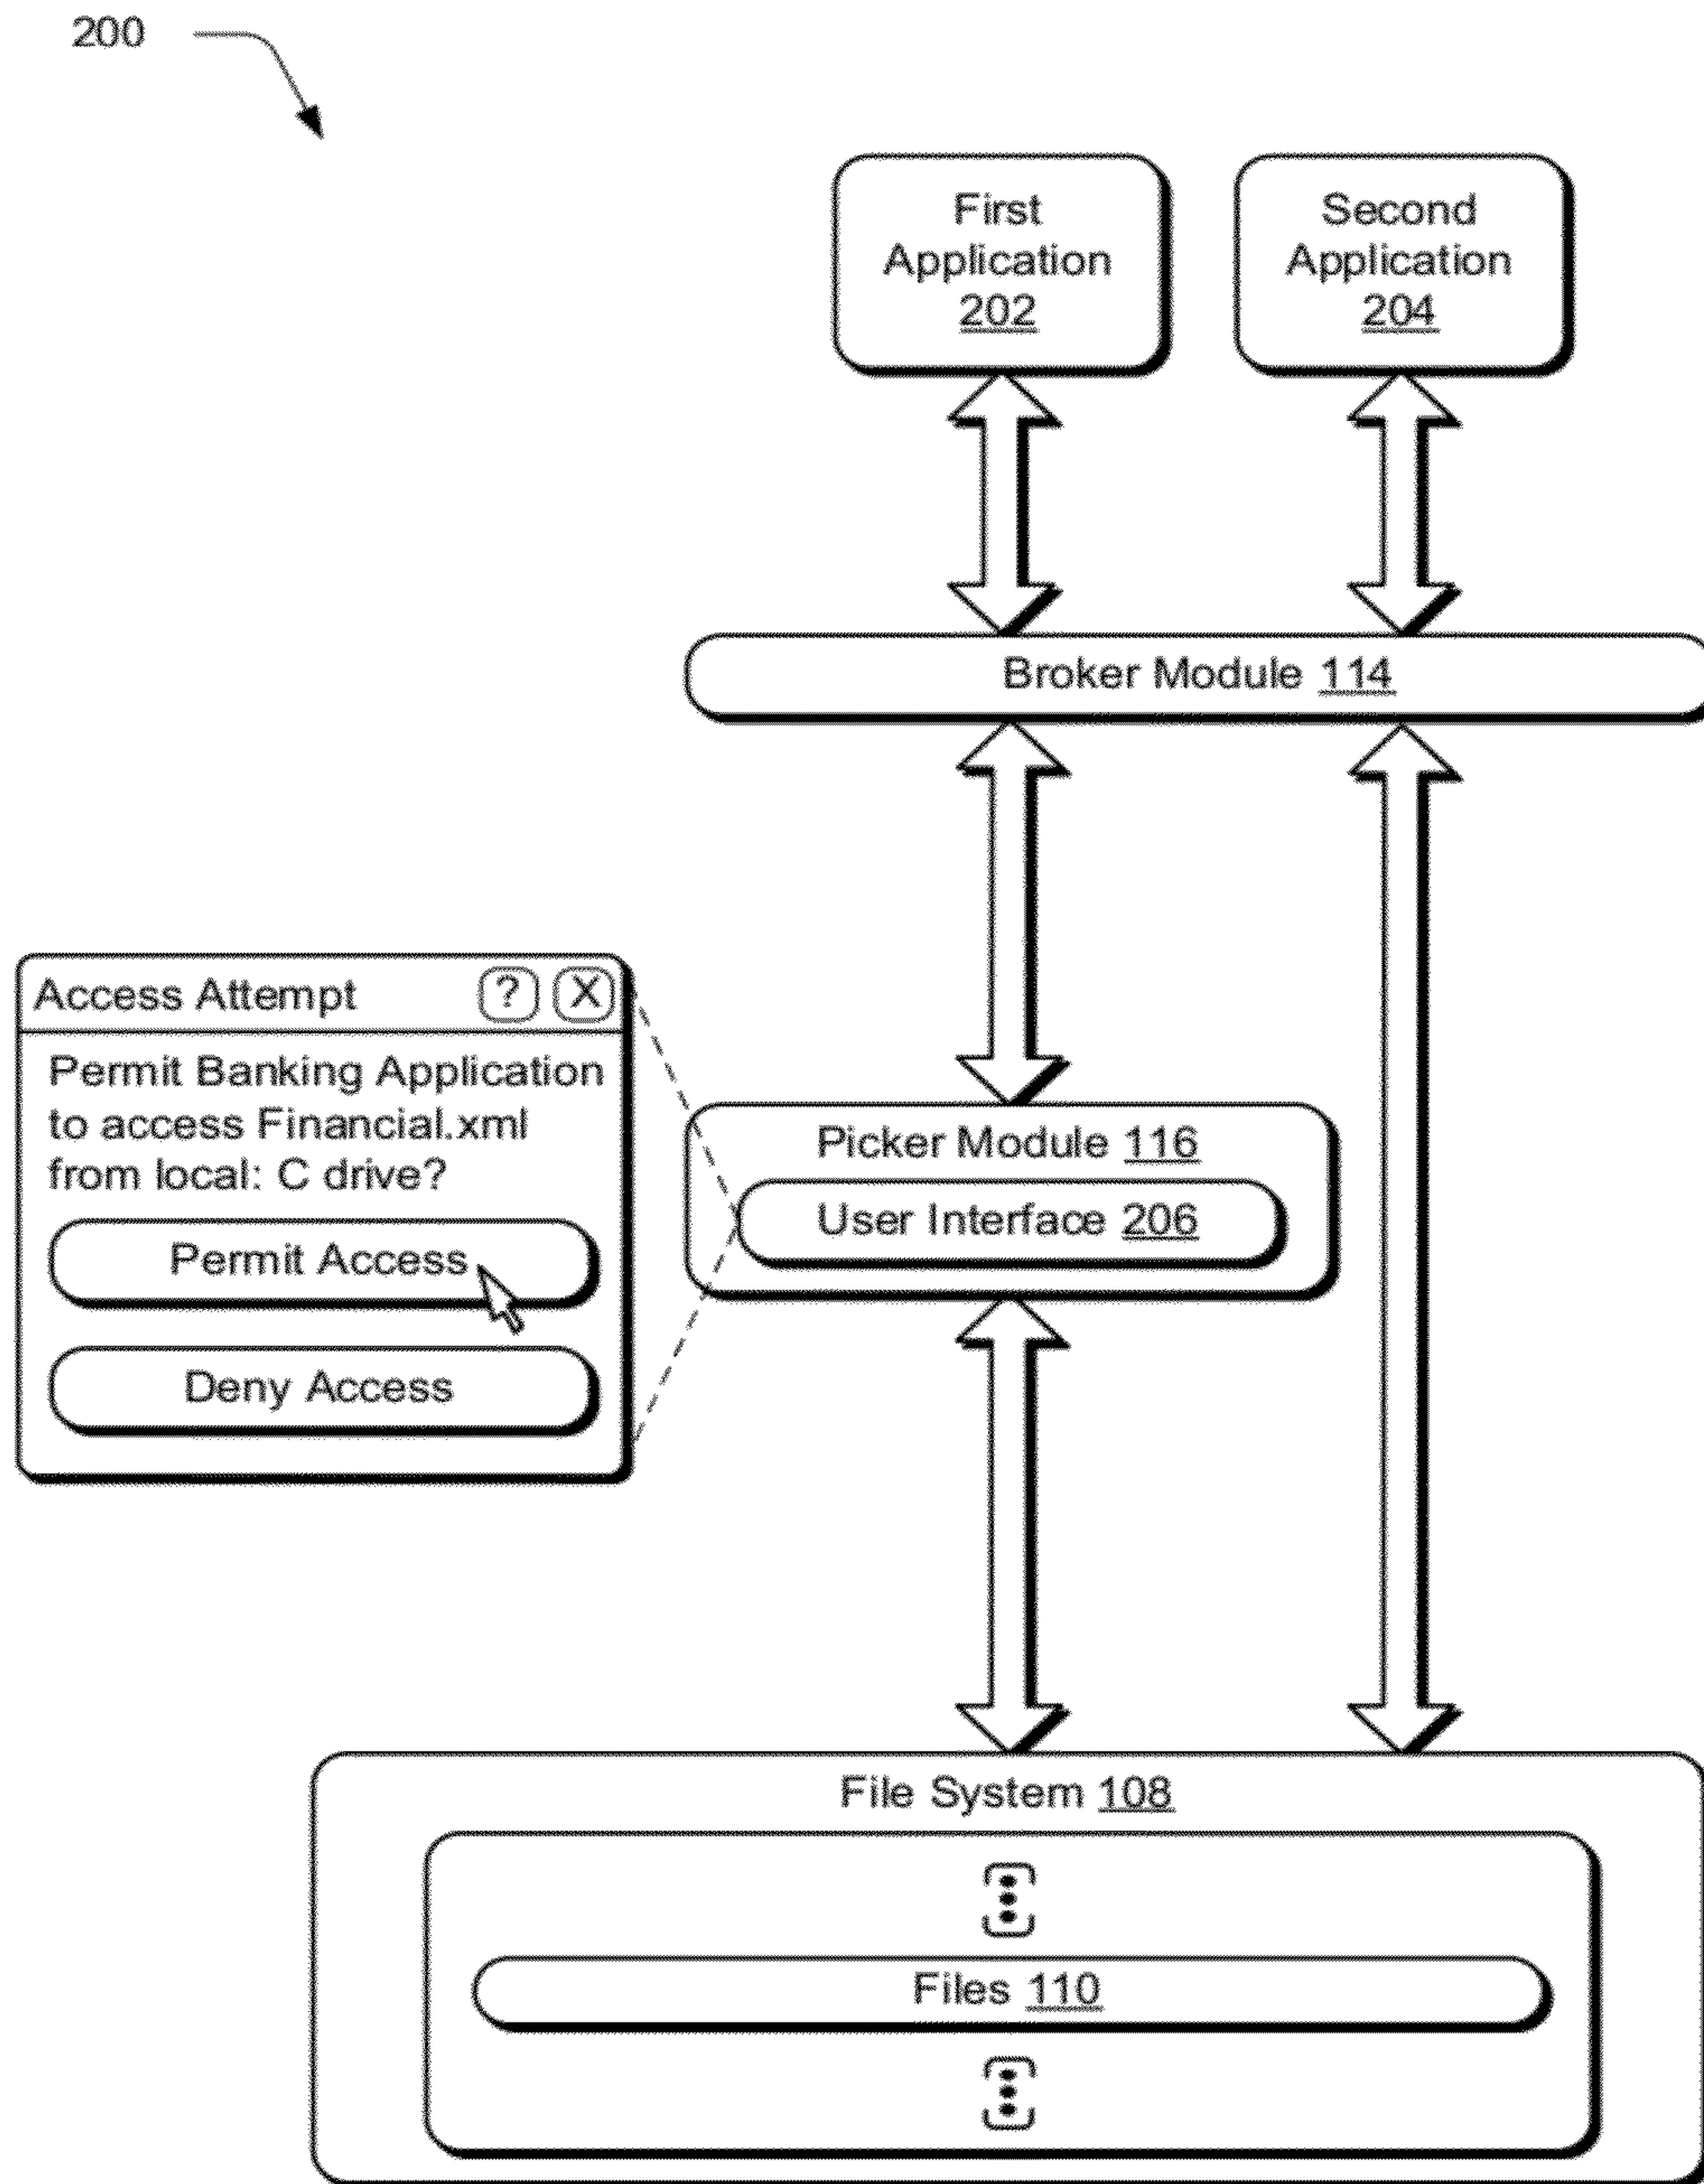 200
First
Application
202
Second
Application
204
Broker Module 114
Access Attempt ? X
Permit Banking Application
to access Financial.xml
from local: C drive?
Permit Access
Deny Access
Picker Module 116
User Interface 206
File System 108
Files 110